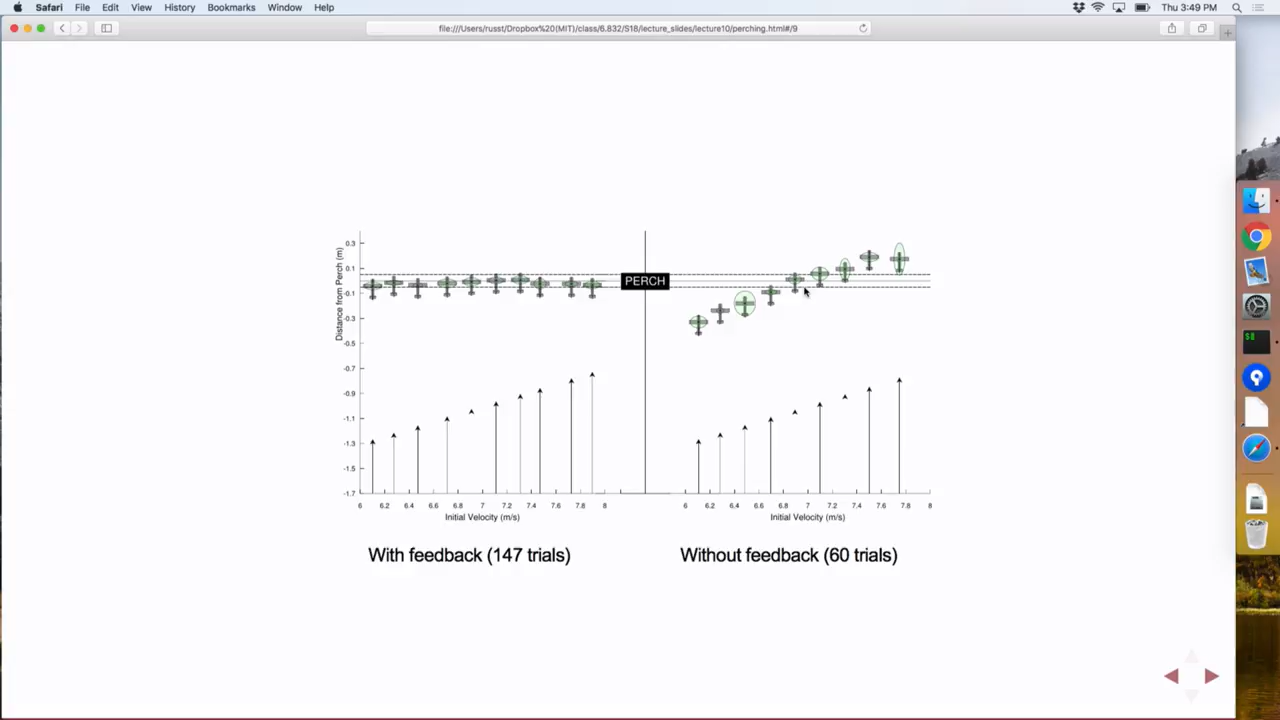 Safari File Edit View History Bookmarks Window Help Thu 3:49 PM
file:///Users/russt/Dropbox%20(MIT)/class/6.832/S18/lecture_slides/lecture10/perching.html#/9
Distance from Perch (m)
0.3
0.1
-0.1
-0.3
-0.5
-0.7
-0.9
-1.1
-1.3
-1.5
-1.7
PERCH
6 6.2 6.4 6.6 6.8 7 7.2 7.4 7.6 7.8 8
6 6.2 6.4 6.6 6.8 7 7.2 7.4 7.6 7.8 8
Initial Velocity (m/s)
Initial Velocity (m/s)
With feedback (147 trials)
Without feedback (60 trials)